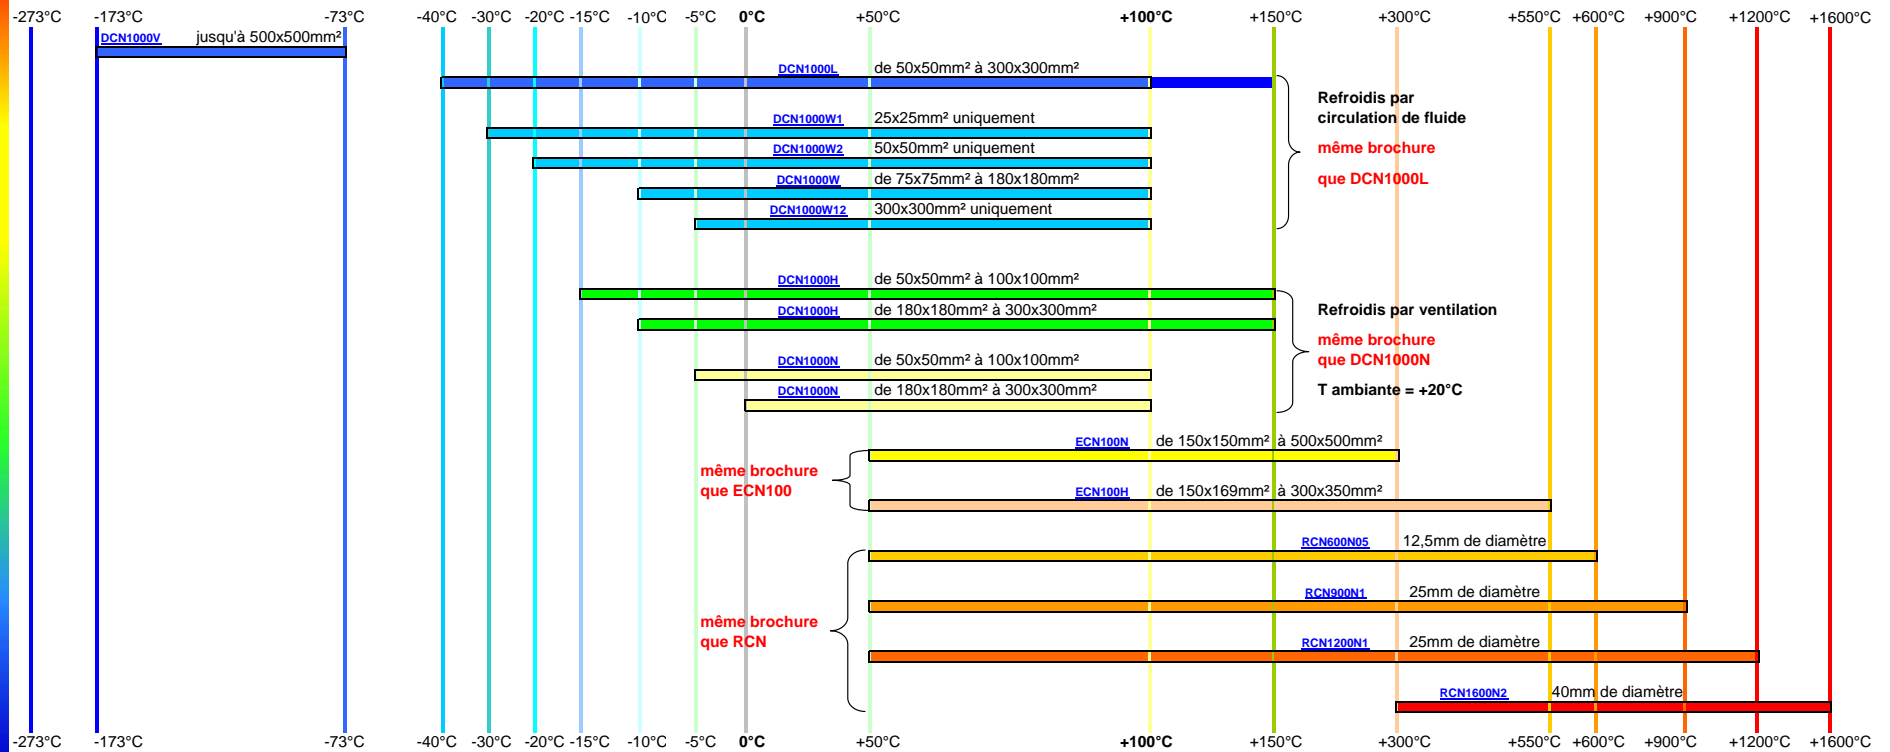 -273°C -173°C -73°C -40°C -30°C -20°C -15°C -10°C -5°C 0°C +50°C +100°C +150°C +300°C +550°C +600°C +900°C +1200°C +1600°C
DCN1000V jusqu'à 500x500mm²
DCN1000L de 50x50mm² à 300x300mm²
Refroidis par
circulation de fluide
DCN1000W1 25x25mm² uniquement
DCN1000W2 50x50mm² uniquement
même brochure
DCN1000W de 75x75mm² à 180x180mm²
que DCN1000L
DCN1000W12 300x300mm² uniquement
DCN1000H de 50x50mm² à 100x100mm²
DCN1000H de 180x180mm² à 300x300mm²
Refroidis par ventilation
même brochure
que DCN1000N
DCN1000N de 50x50mm² à 100x100mm²
DCN1000N de 180x180mm² à 300x300mm²
T ambiante = +20°C
ECN100N de 150x150mm² à 500x500mm²
même brochure
que ECN100
ECN100H de 150x169mm² à 300x350mm²
RCN600N05 12,5mm de diamètre
RCN900N1 25mm de diamètre
même brochure
que RCN
RCN1200N1 25mm de diamètre
RCN1600N2 40mm de diamètre
-273°C -173°C -73°C -40°C -30°C -20°C -15°C -10°C -5°C 0°C +50°C +100°C +150°C +300°C +550°C +600°C +900°C +1200°C +1600°C